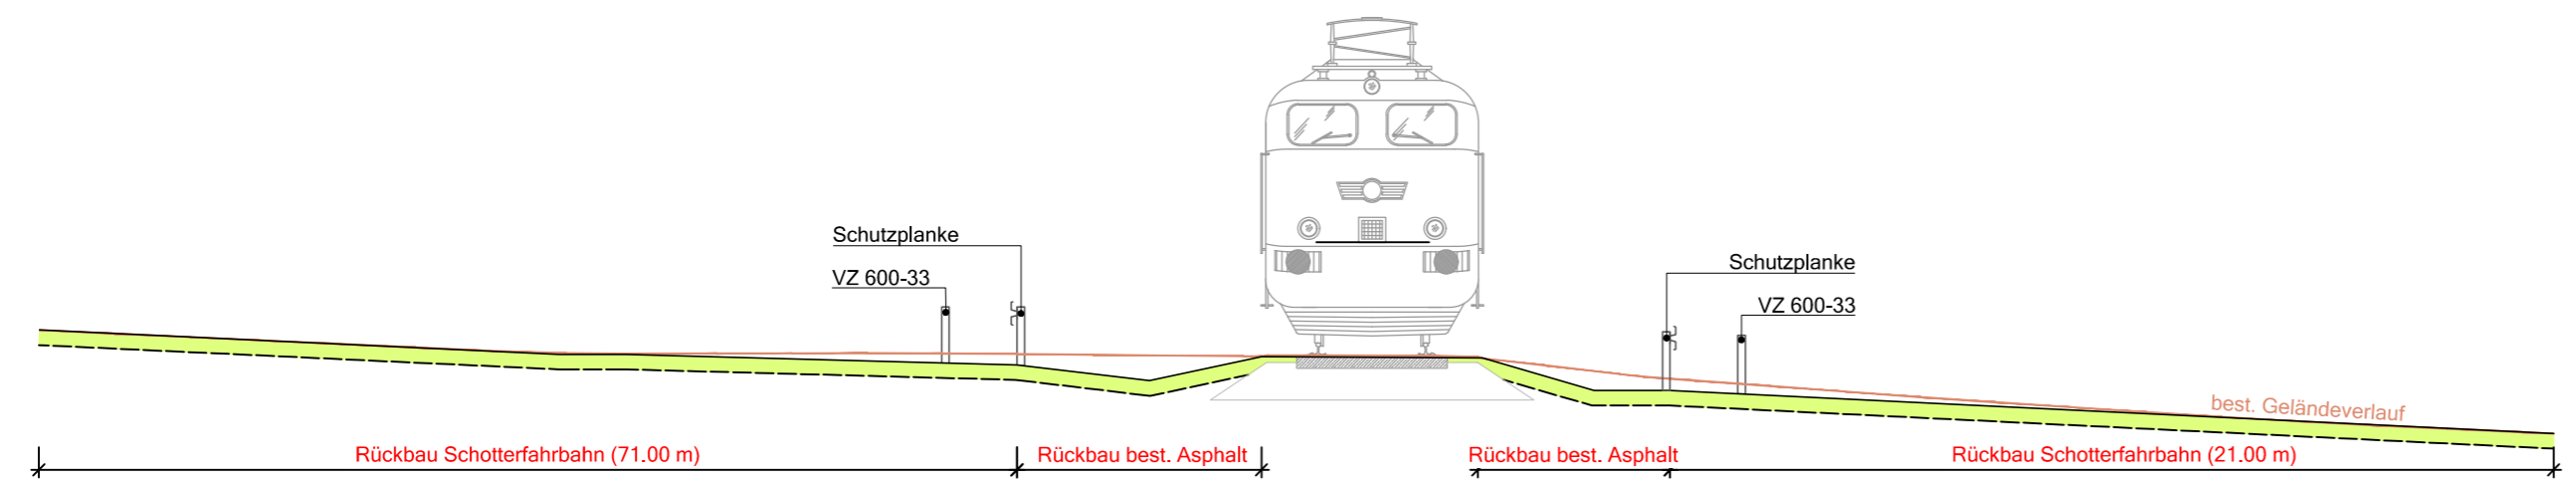 Schutzplanke
VZ 600-33
Schutzplanke
VZ 600-33
best. Geländeverlauf
Rückbau Schotterfahrbahn (71.00 m)
Rückbau best. Asphalt
Rückbau best. Asphalt
Rückbau Schotterfahrbahn (21.00 m)